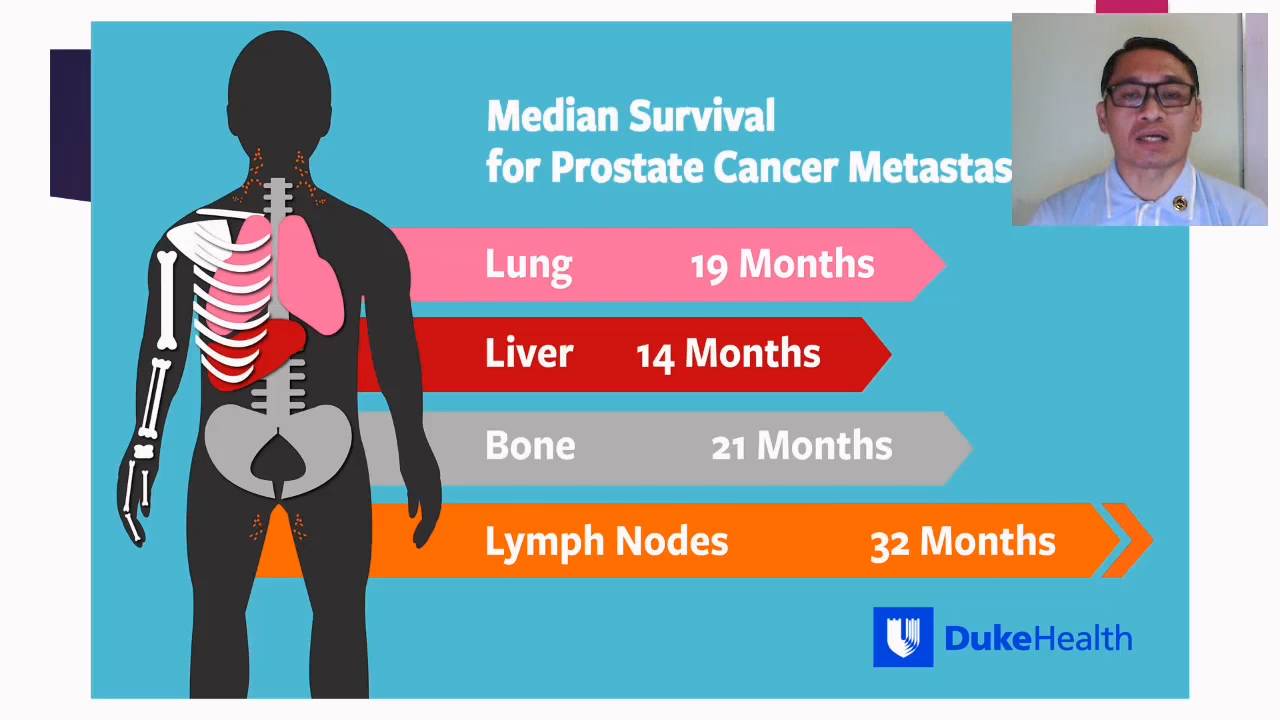 Median Survival
for Prostate Cancer Metastas
Lung 19 Months
Liver 14 Months
Bone 21 Months
Lymph Nodes 32 Months
DukeHealth